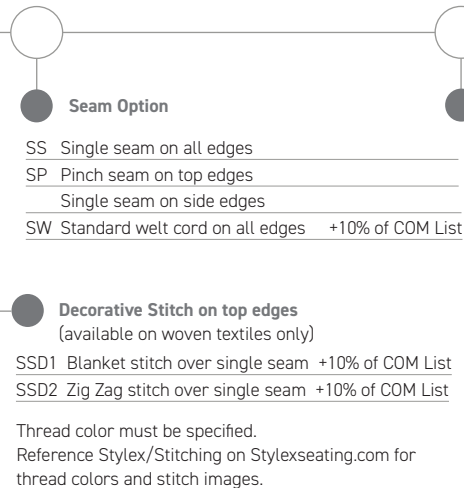 Seam Option
SS Single seam on all edges
SP Pinch seam on top edges
Single seam on side edges
SW Standard welt cord on all edges +10% of COM List
Decorative Stitch on top edges
(available on woven textiles only)
SSD1 Blanket stitch over single seam +10% of COM List
SSD2 Zig Zag stitch over single seam +10% of COM List
Thread color must be specified.
Reference Stylex/Stitching on Stylexseating.com for
thread colors and stitch images.